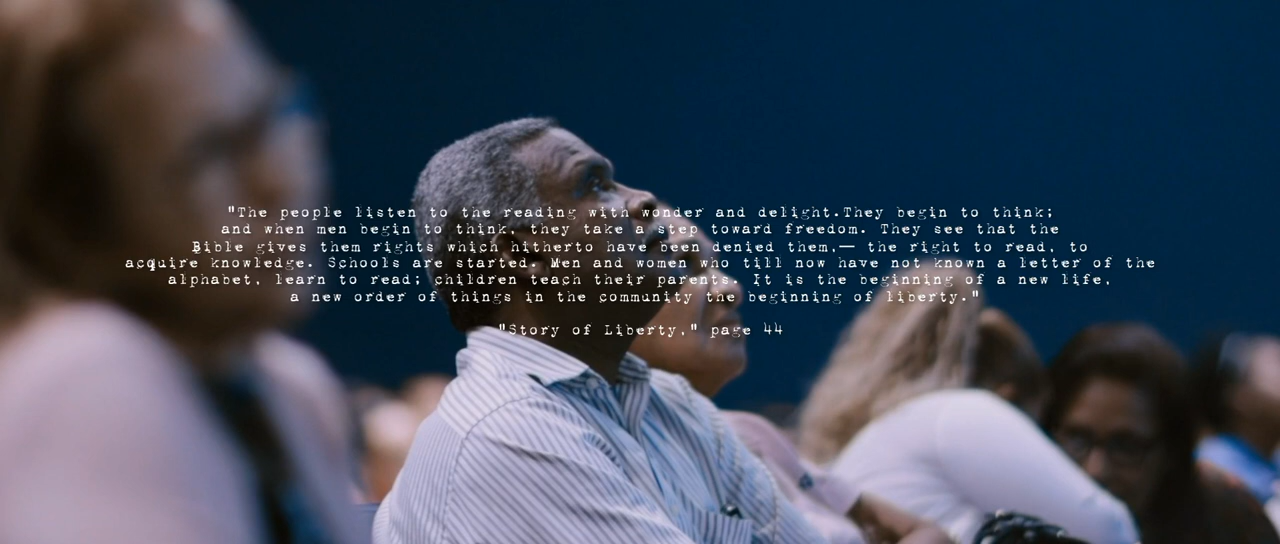 "The people listen to the reading with wonder and delight.They begin to think;
and when men begin to think, they take a step toward freedom. They see that the
Bible gives them rights which hitherto have been denied them,— the right to read, to
acquire knowledge. Schools are started. Men and women who till now have not known a letter of the
alphabet, learn to read; children teach their parents. It is the beginning of a new life,
a new order of things in the community the beginning of liberty."
"Story of Liberty," page 44